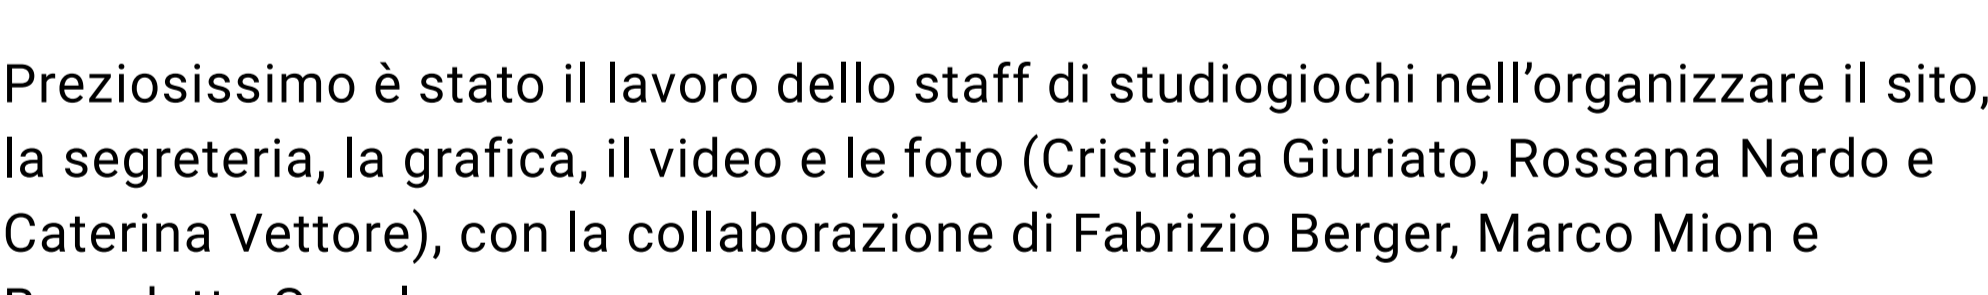 Preziosissimo è stato il lavoro dello staff di studiogiochi nell’organizzare il sito,
la segreteria, la grafica, il video e le foto (Cristiana Giuriato, Rossana Nardo e
Caterina Vettore), con la collaborazione di Fabrizio Berger, Marco Mion e